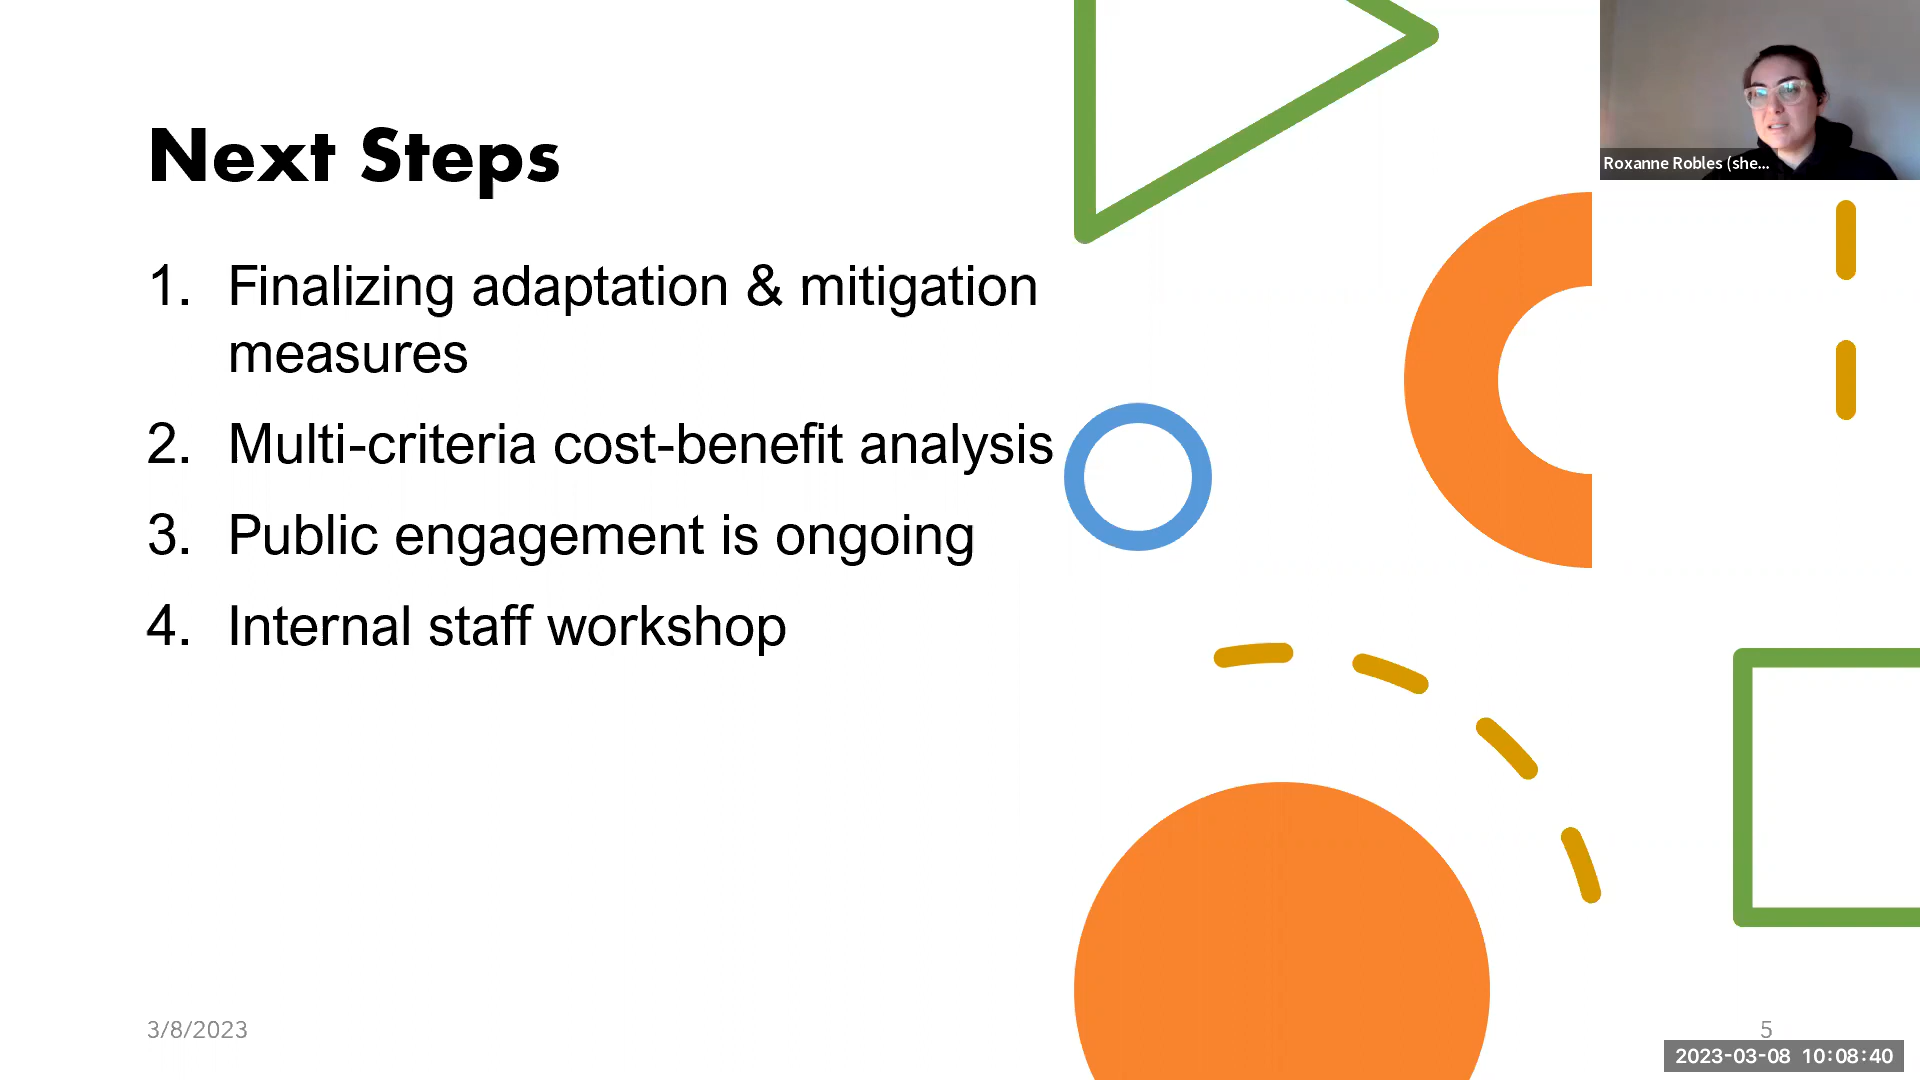 Next Steps
1. Finalizing adaptation & mitigation
measures
2. Multi-criteria cost-benefit analysis
3. Public engagement is ongoing
4. Internal staff workshop
Roxanne Robles (she...
3/8/2023
5
2023-03-08 10:08:40